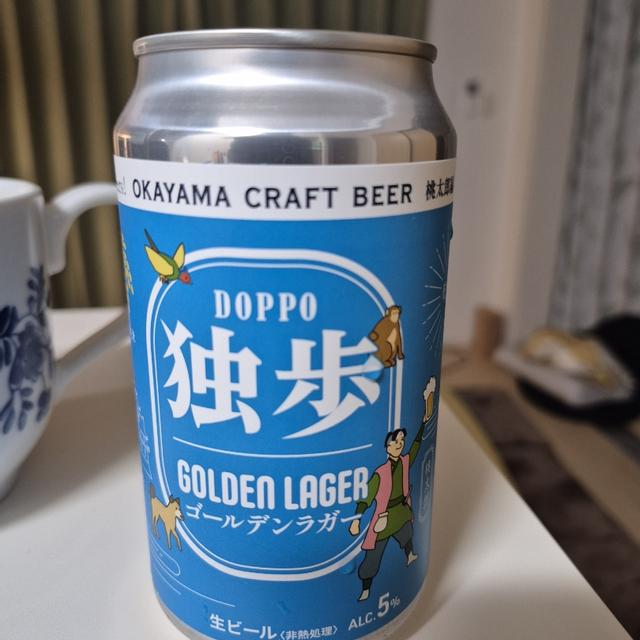 OKAYAMA CRAFT BEER 桃太郎
DOPPO
独歩
GOLDEN LAGER
ゴールデンラガー
生ビール〈非熱処理〉 ALC.5%